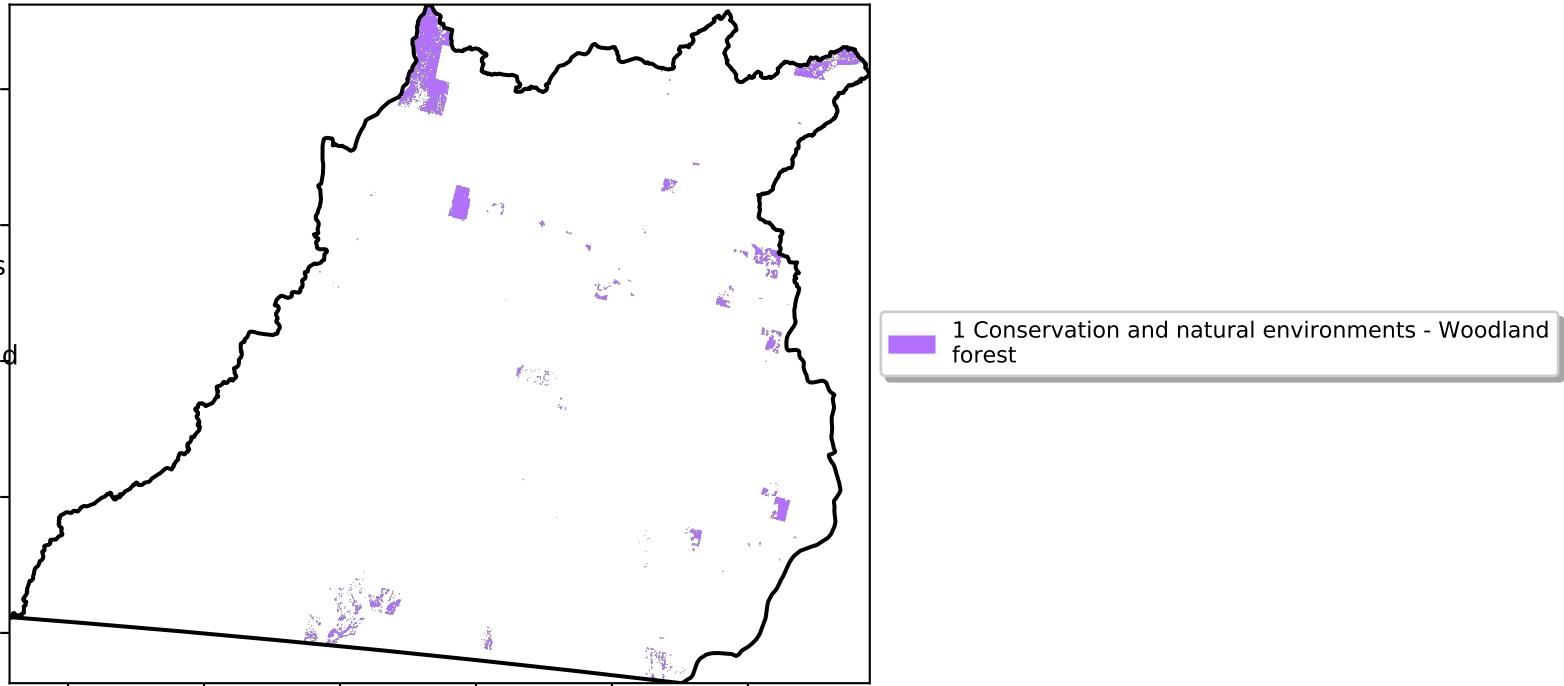 s
d
1 Conservation and natural environments - Woodland
forest